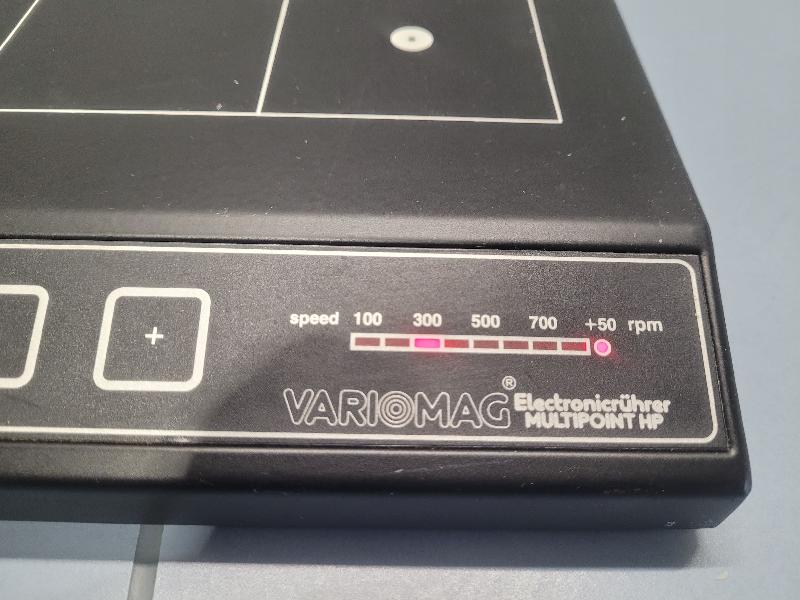 speed 100 300 500 700 +50 rpm
+
VARIOMAG® Electronicrührer
MULTIPOINT HP